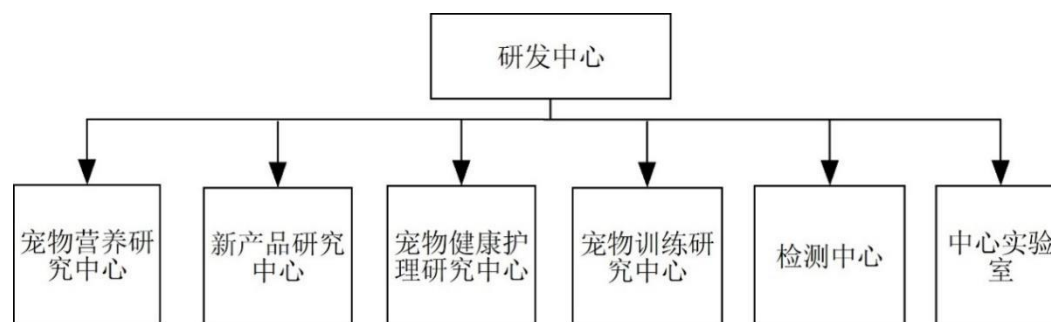 研发中心
宠物营养研
究中心
新产品研究
中心
宠物健康护
理研究中心
宠物训练研
究中心
检测中心
中心实验
室